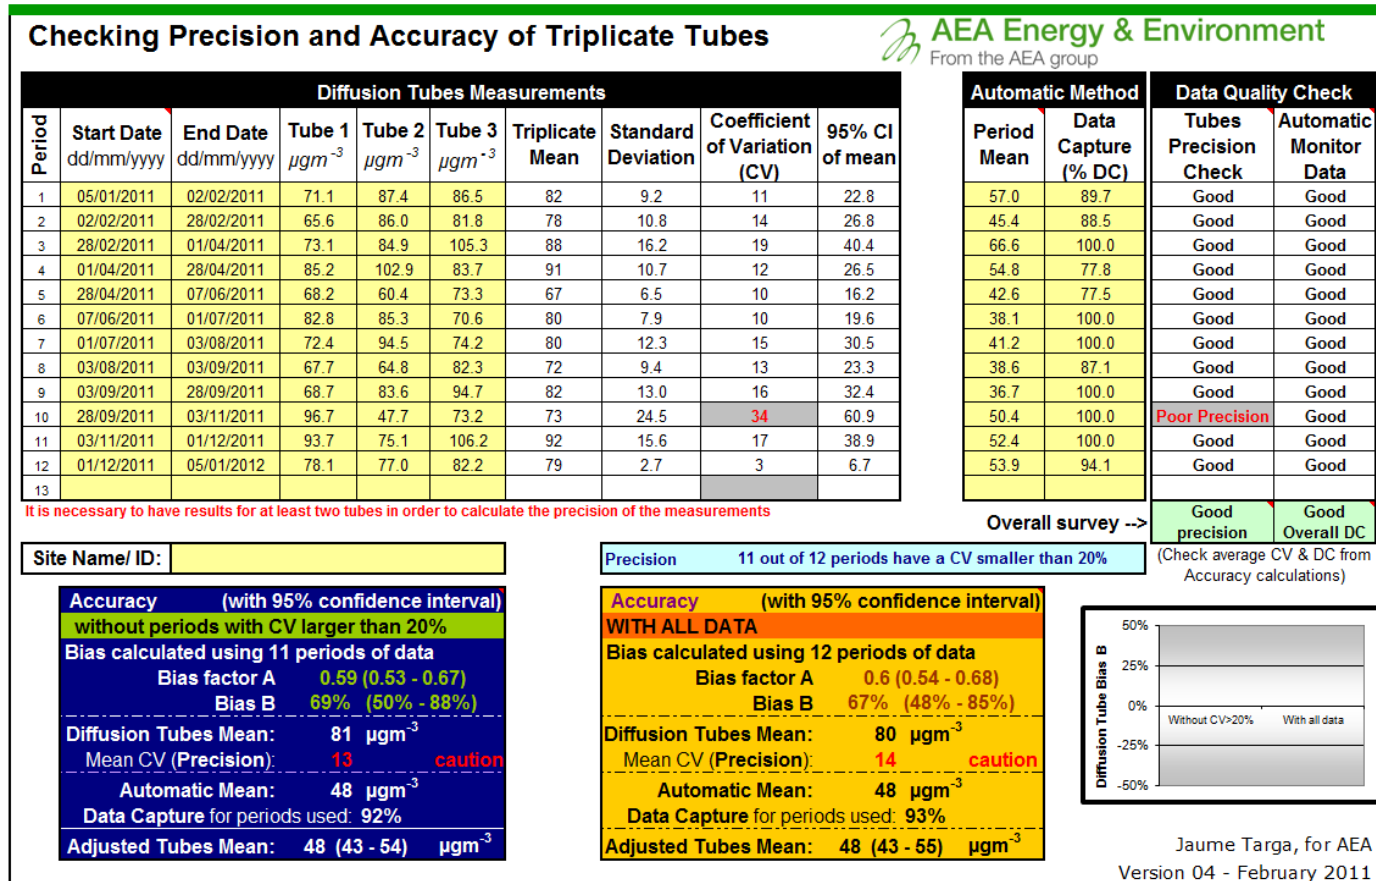 Checking Precision and Accuracy of Triplicate Tubes
AEA Energy & Environment
From the AEA group
Diffusion Tubes Measurements
Automatic Method
Data Quality Check
Period
Start Date dd/mm/yyyy
End Date dd/mm/yyyy
Tube 1 µgm-3
Tube 2 µgm-3
Tube 3 µgm-3
Triplicate Mean
Standard Deviation
Coefficient of Variation (CV)
95% CI of mean
Period Mean
Data Capture (% DC)
Tubes Precision Check
Automatic Monitor Data
1 05/01/2011 02/02/2011 71.1 87.4 86.5 82 9.2 11 22.8 57.0 89.7 Good Good
2 02/02/2011 28/02/2011 65.6 86.0 81.8 78 10.8 14 26.8 45.4 88.5 Good Good
3 28/02/2011 01/04/2011 73.1 84.9 105.3 88 16.2 19 40.4 66.6 100.0 Good Good
4 01/04/2011 28/04/2011 85.2 102.9 83.7 91 10.7 12 26.5 54.8 77.8 Good Good
5 28/04/2011 07/06/2011 68.2 60.4 73.3 67 6.5 10 16.2 42.6 77.5 Good Good
6 07/06/2011 01/07/2011 82.8 85.3 70.6 80 7.9 10 19.6 38.1 100.0 Good Good
7 01/07/2011 03/08/2011 72.4 94.5 74.2 80 12.3 15 30.5 41.2 100.0 Good Good
8 03/08/2011 03/09/2011 67.7 64.8 82.3 72 9.4 13 23.3 38.6 87.1 Good Good
9 03/09/2011 28/09/2011 68.7 83.6 94.7 82 13.0 16 32.4 36.7 100.0 Good Good
10 28/09/2011 03/11/2011 96.7 47.7 73.2 73 24.5 34 60.9 50.4 100.0 Poor Precision Good
11 03/11/2011 01/12/2011 93.7 75.1 106.2 92 15.6 17 38.9 52.4 100.0 Good Good
12 01/12/2011 05/01/2012 78.1 77.0 82.2 79 2.7 3 6.7 53.9 94.1 Good Good
13
It is necessary to have results for at least two tubes in order to calculate the precision of the measurements
Overall survey -->
Good precision
Good Overall DC
Site Name/ ID:
Precision 11 out of 12 periods have a CV smaller than 20%
(Check average CV & DC from
Accuracy calculations)
Accuracy (with 95% confidence interval)
without periods with CV larger than 20%
Bias calculated using 11 periods of data
Bias factor A 0.59 (0.53 - 0.67)
Bias B 69% (50% - 88%)
Diffusion Tubes Mean: 81 µgm-3
Mean CV (Precision): 13 caution
Automatic Mean: 48 µgm-3
Data Capture for periods used: 92%
Adjusted Tubes Mean: 48 (43 - 54) µgm-3
Accuracy (with 95% confidence interval)
WITH ALL DATA
Bias calculated using 12 periods of data
Bias factor A 0.6 (0.54 - 0.68)
Bias B 67% (48% - 85%)
Diffusion Tubes Mean: 80 µgm-3
Mean CV (Precision): 14 caution
Automatic Mean: 48 µgm-3
Data Capture for periods used: 93%
Adjusted Tubes Mean: 48 (43 - 55) µgm-3
Diffusion Tube Bias B
50%
25%
0%
-25%
-50%
Without CV>20%
With all data
Jaume Targa, for AEA
Version 04 - February 2011